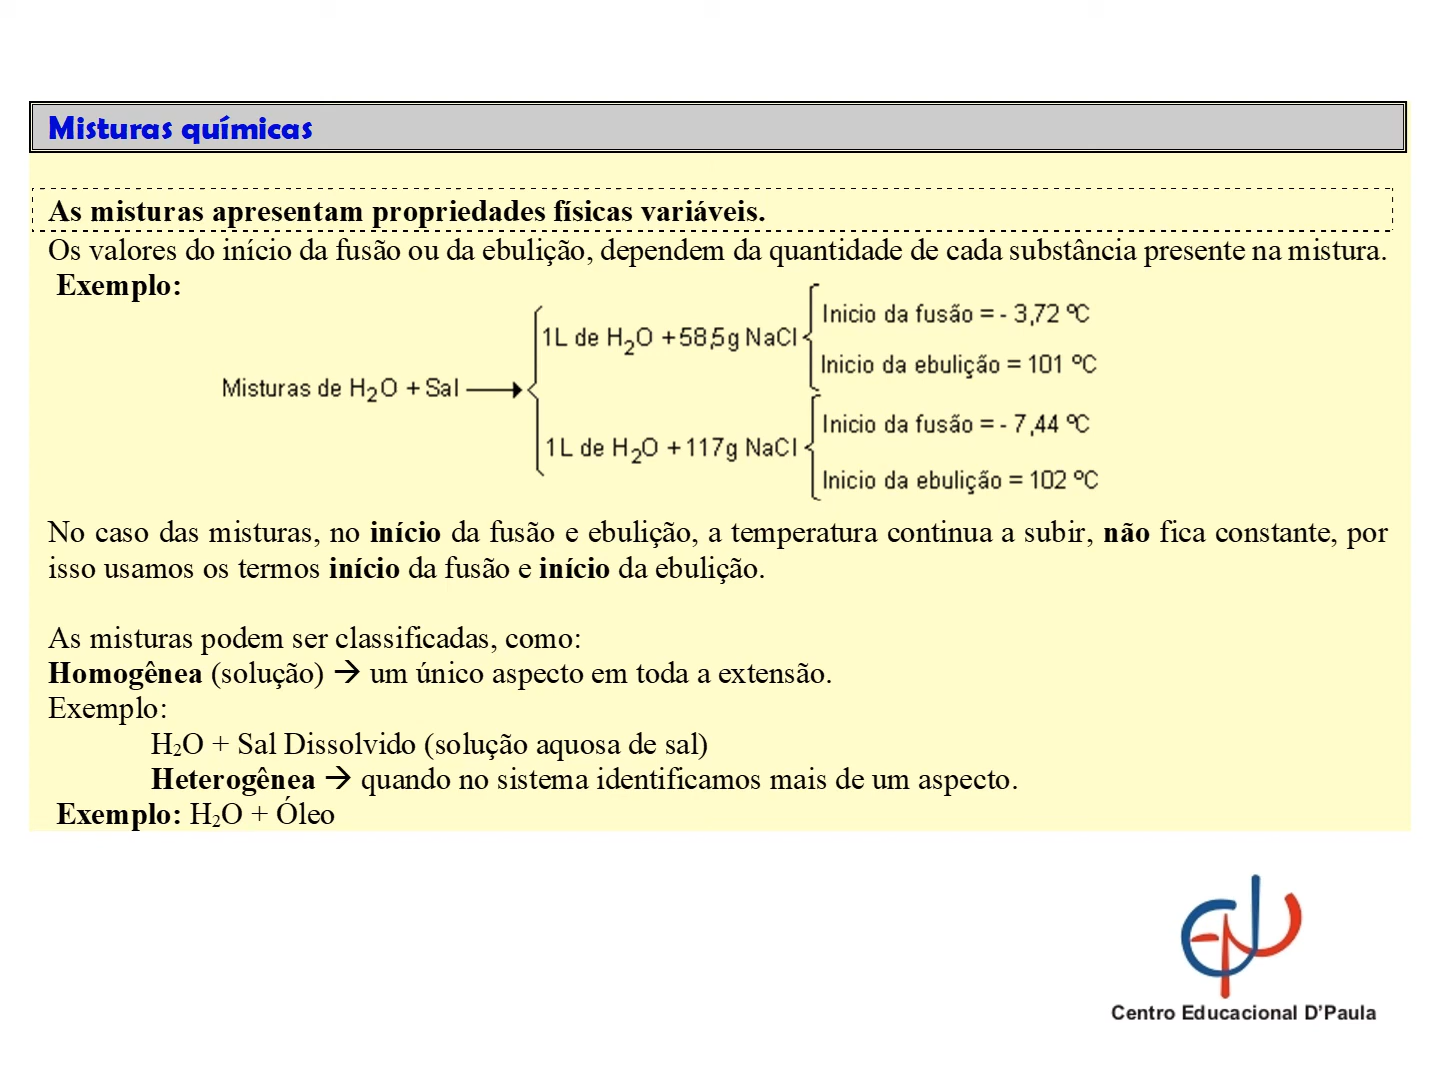 Misturas químicas
As misturas apresentam propriedades físicas variáveis.
Os valores do início da fusão ou da ebulição, dependem da quantidade de cada substância presente na mistura.
Exemplo:
Misturas de H₂O + Sal
1L de H₂O + 58,5g NaCl
Inicio da fusão = - 3,72 ºC
Inicio da ebulição = 101 ºC
1L de H₂O + 117g NaCl
Inicio da fusão = - 7,44 ºC
Inicio da ebulição = 102 ºC
No caso das misturas, no início da fusão e ebulição, a temperatura continua a subir, não fica constante, por
isso usamos os termos início da fusão e início da ebulição.
As misturas podem ser classificadas, como:
Homogênea (solução) → um único aspecto em toda a extensão.
Exemplo:
H₂O + Sal Dissolvido (solução aquosa de sal)
Heterogênea → quando no sistema identificamos mais de um aspecto.
Exemplo: H₂O + Óleo
Centro Educacional D'Paula